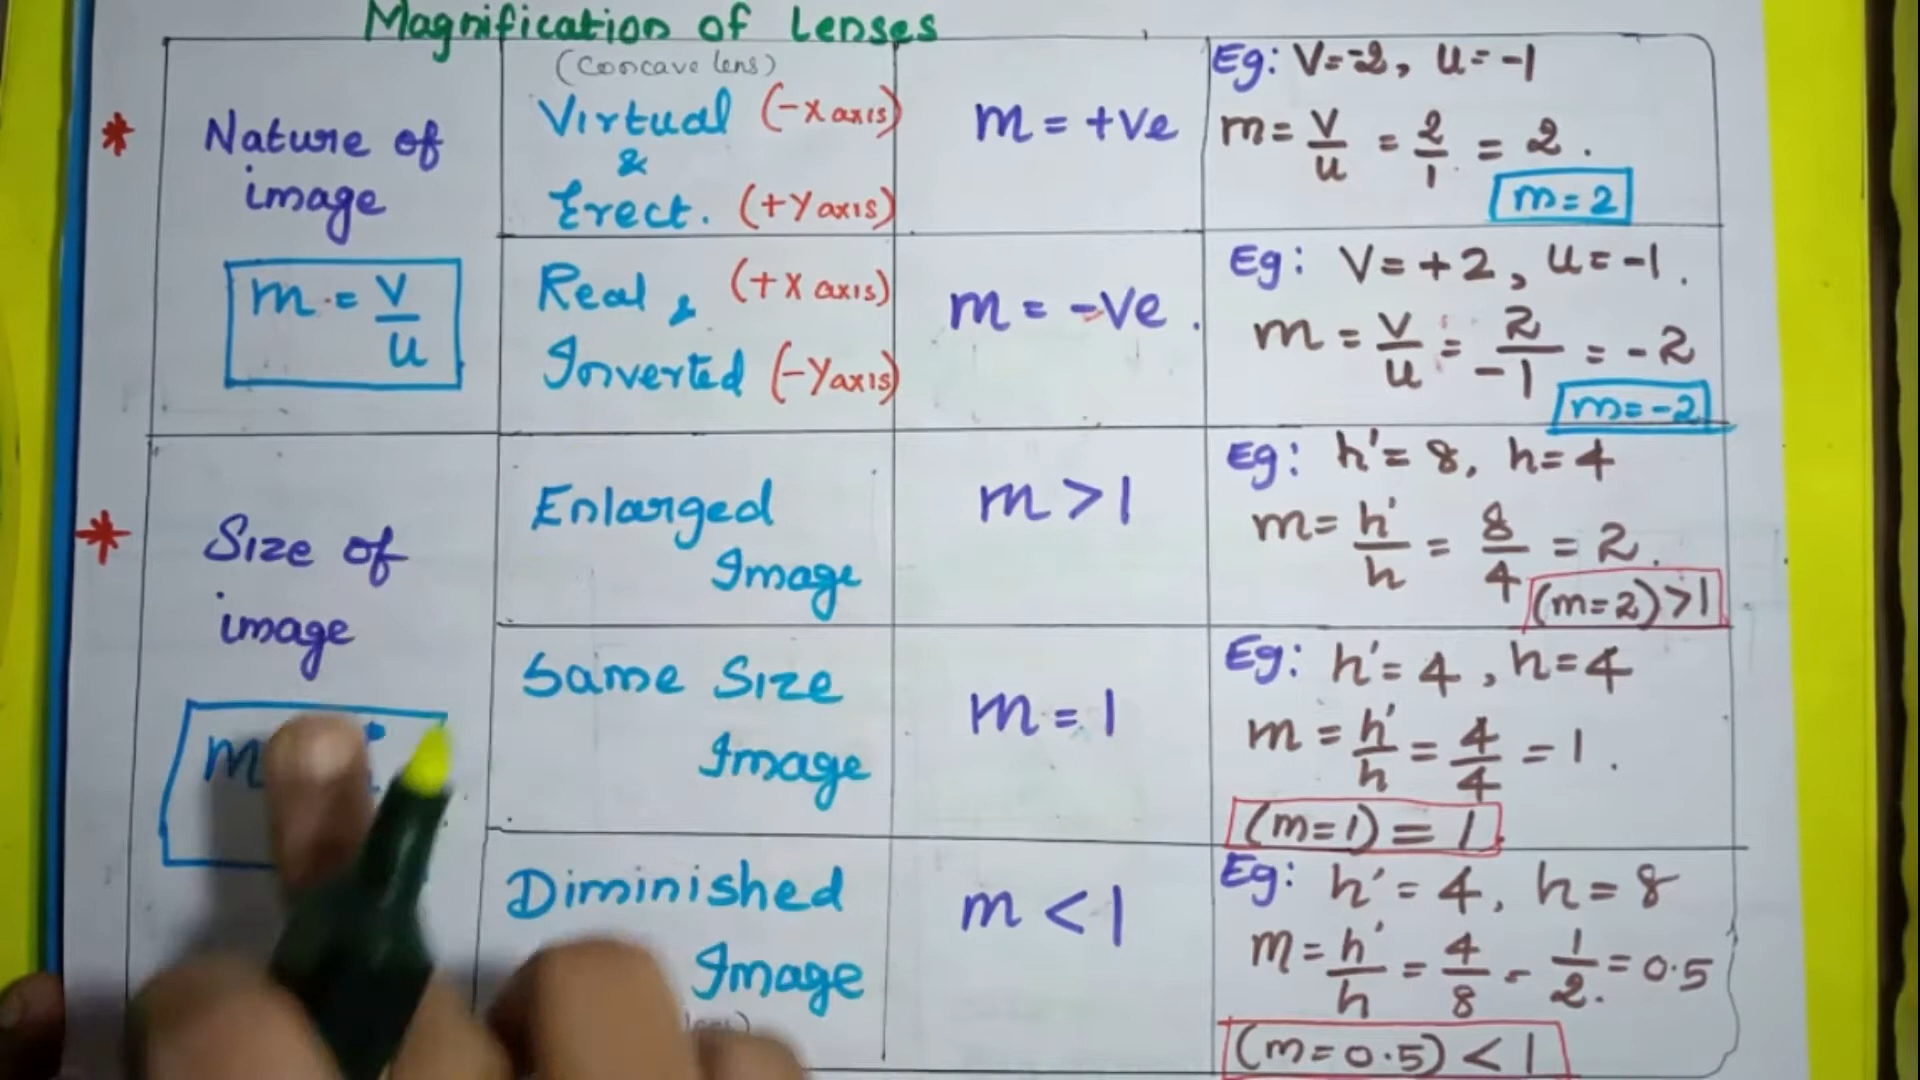 Magnification of Lenses
* Nature of
image
m = v/u
(Concave lens)
Virtual (-X axis)
&
Erect. (+Y axis)
m = +ve
Eg: V=-2, u=-1
m = v/u = 2/1 = 2.
m=2
Real, (+X axis)
Inverted (-Y axis)
m = -ve.
Eg: V=+2, u=-1.
m = v/u = 2/-1 = -2
m=-2
* Size of
image
m
Enlarged
Image
m > 1
Eg: h'=8, h=4
m = h'/h = 8/4 = 2.
(m=2)>1
Same Size
Image
m = 1
Eg: h'=4, h=4
m = h'/h = 4/4 = 1.
(m=1) = 1
Diminished
Image
m < 1
Eg: h'=4, h=8
m = h'/h = 4/8 - 1/2. = 0.5
(m=0.5) < 1